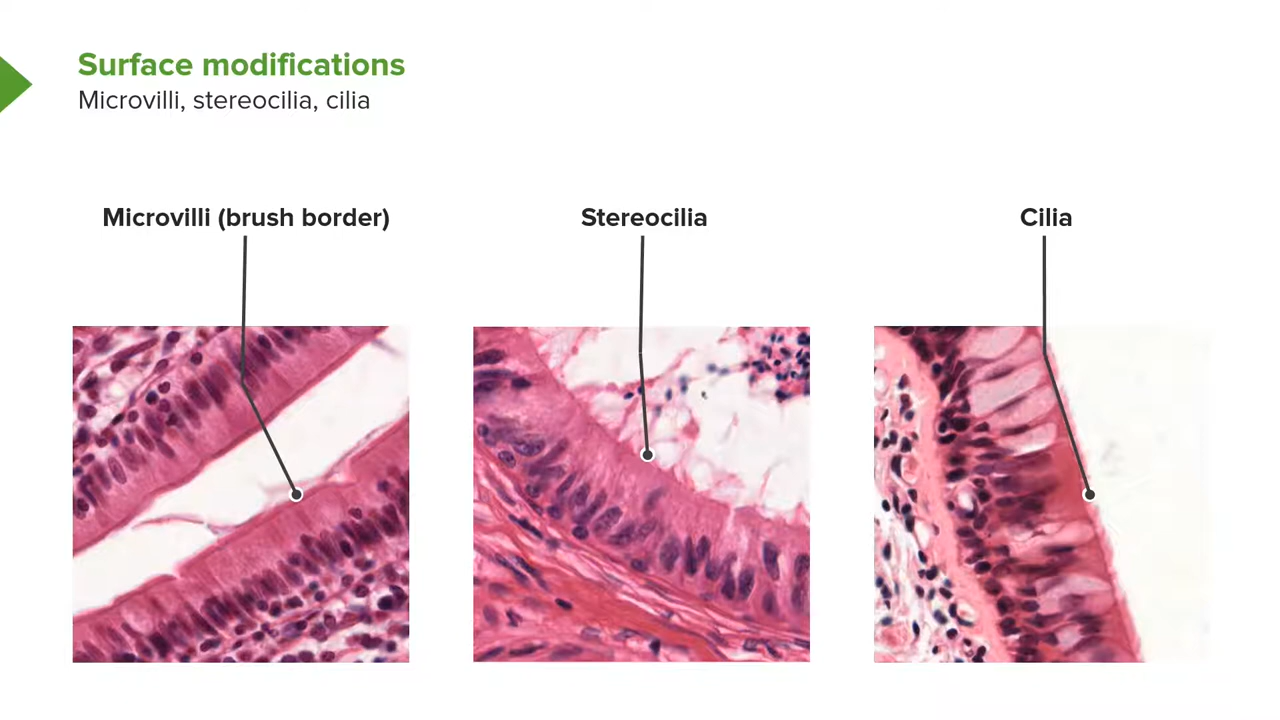 Surface modifications
Microvilli, stereocilia, cilia
Microvilli (brush border)
Stereocilia
Cilia